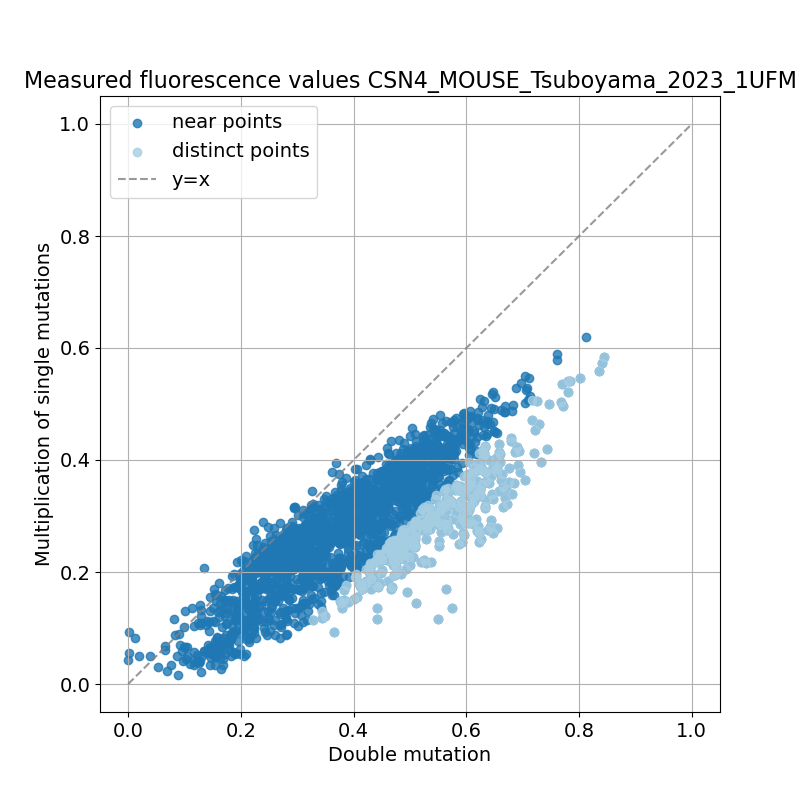 Measured fluorescence values CSN4_MOUSE_Tsuboyama_2023_1UFM
near points
distinct points
y=x
1.0
0.8
0.6
0.4
0.2
0.0
Multiplication of single mutations
0.0 0.2 0.4 0.6 0.8 1.0
Double mutation